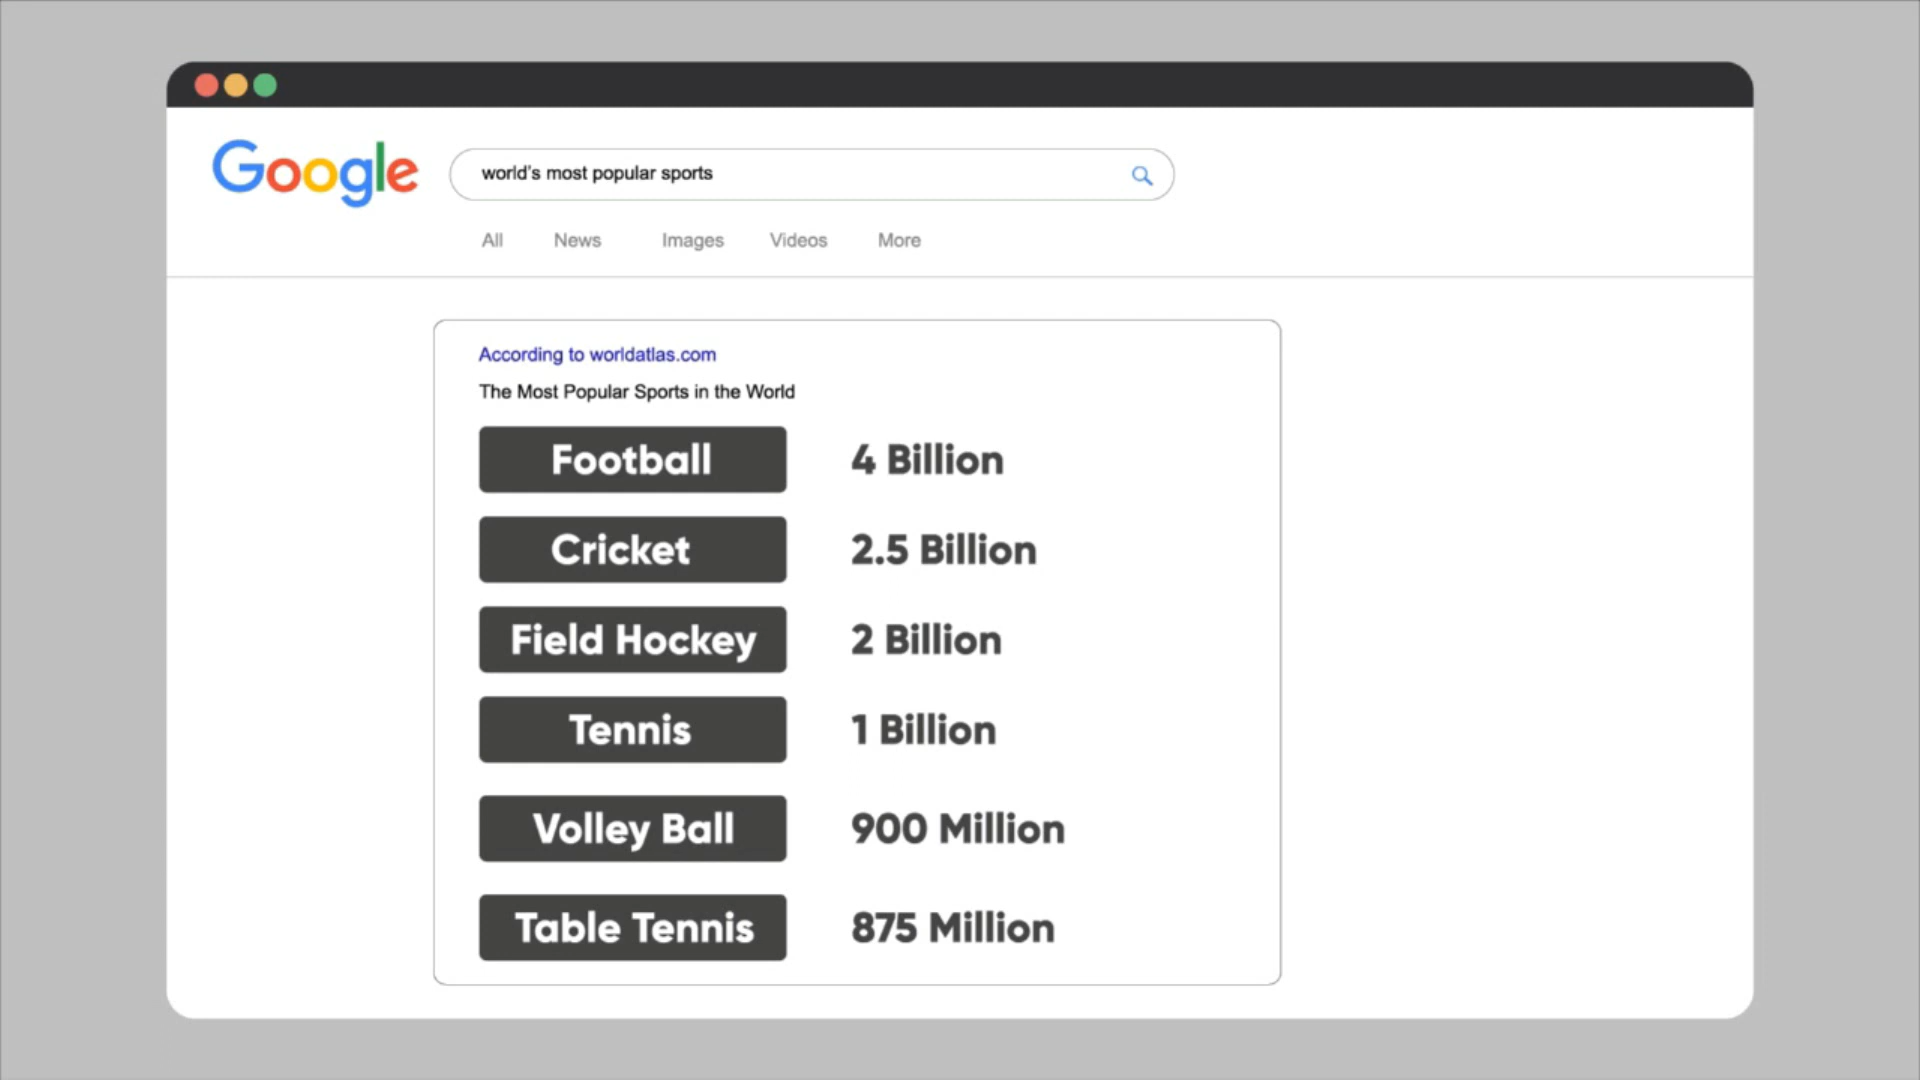 Google
world's most popular sports
All News Images Videos More
According to worldatlas.com
The Most Popular Sports in the World
Football 4 Billion
Cricket 2.5 Billion
Field Hockey 2 Billion
Tennis 1 Billion
Volley Ball 900 Million
Table Tennis 875 Million